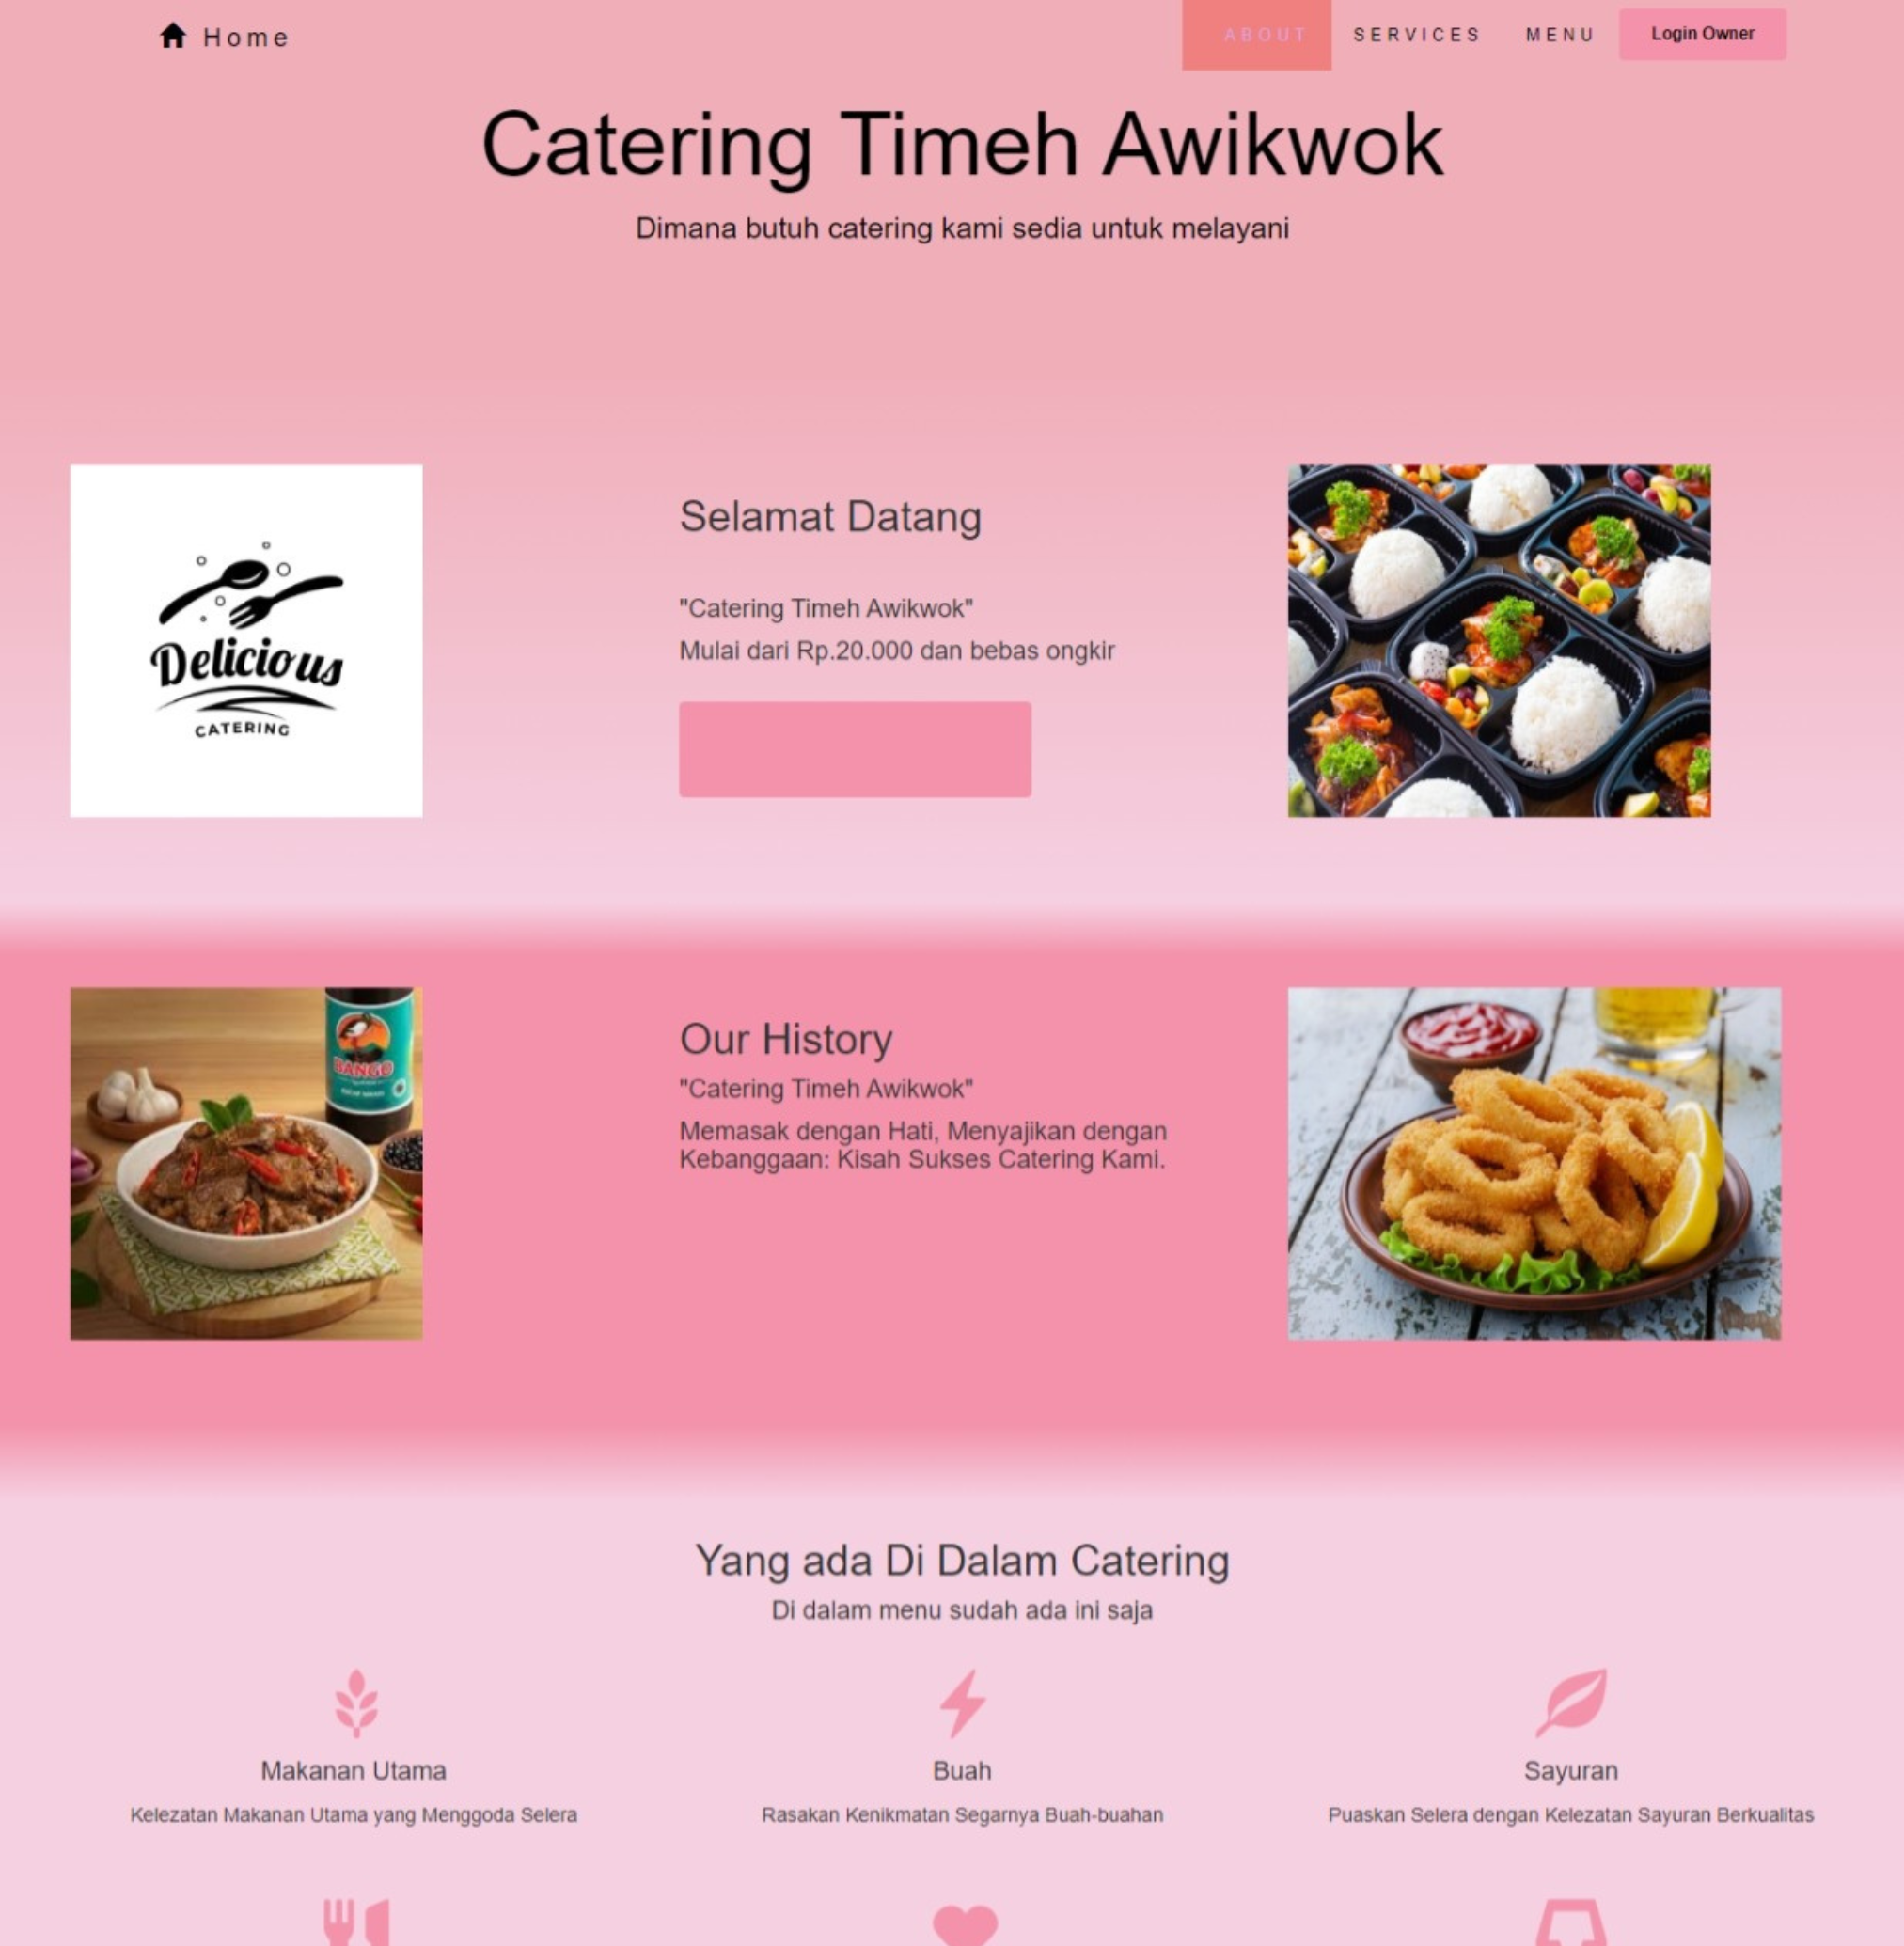 Home
ABOUT
SERVICES
MENU
Login Owner
Catering Timeh Awikwok
Dimana butuh catering kami sedia untuk melayani
Delicious
CATERING
Selamat Datang
"Catering Timeh Awikwok"
Mulai dari Rp.20.000 dan bebas ongkir
BANGO
Our History
"Catering Timeh Awikwok"
Memasak dengan Hati, Menyajikan dengan
Kebanggaan: Kisah Sukses Catering Kami.
Yang ada Di Dalam Catering
Di dalam menu sudah ada ini saja
Makanan Utama
Kelezatan Makanan Utama yang Menggoda Selera
Buah
Rasakan Kenikmatan Segarnya Buah-buahan
Sayuran
Puaskan Selera dengan Kelezatan Sayuran Berkualitas